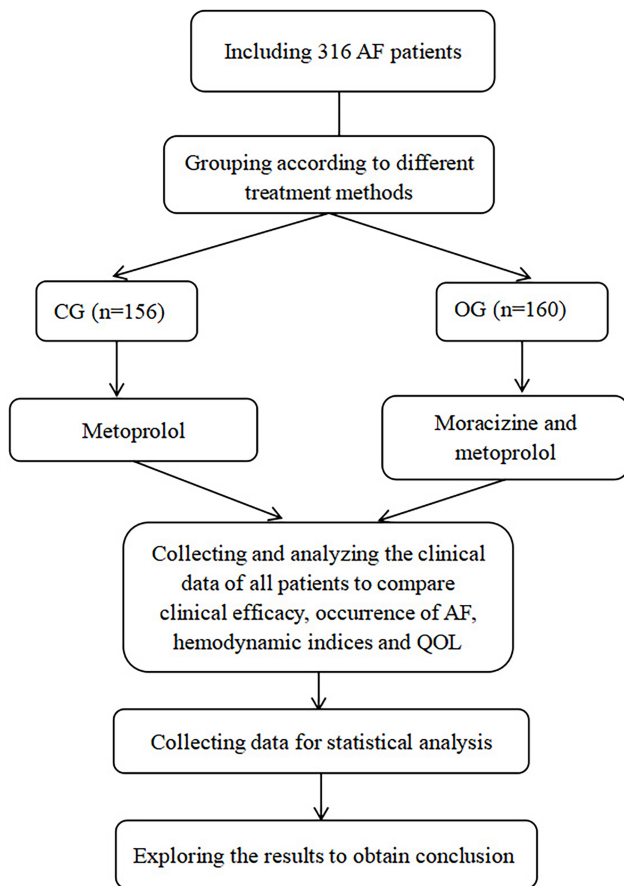 Including 316 AF patients
Grouping according to different
treatment methods
CG (n=156)
OG (n=160)
Metoprolol
Moracizine and
metoprolol
Collecting and analyzing the clinical
data of all patients to compare
clinical efficacy, occurrence of AF,
hemodynamic indices and QOL
Collecting data for statistical analysis
Exploring the results to obtain conclusion